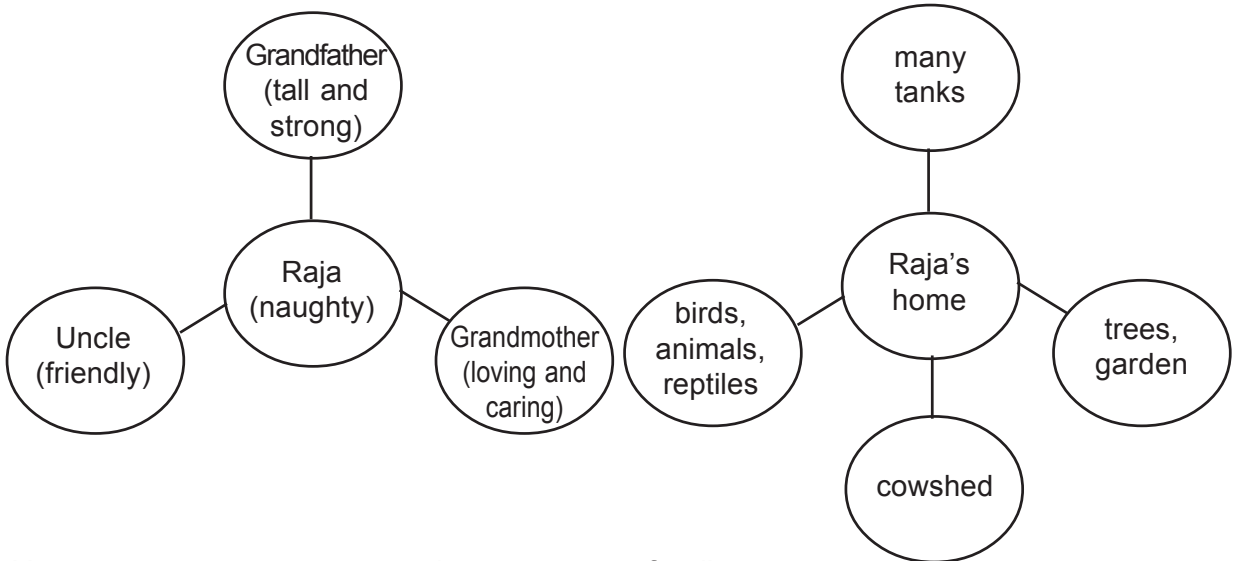 Grandfather
(tall and
strong)
Raja
(naughty)
Uncle
(friendly)
Grandmother
(loving and
caring)
many
tanks
Raja's
home
birds,
animals,
reptiles
trees,
garden
cowshed